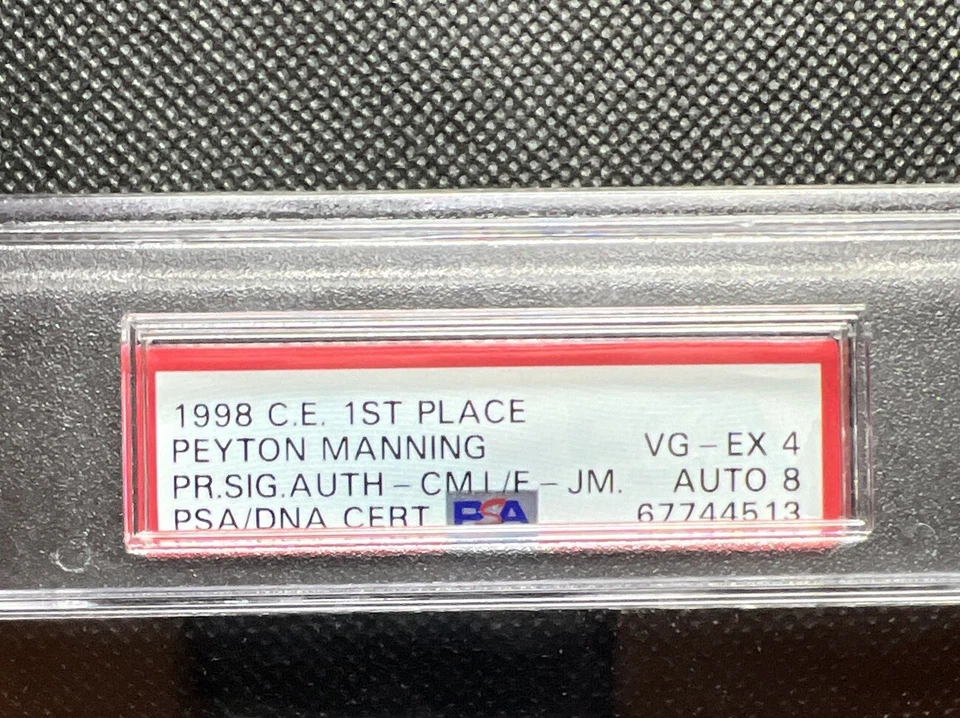 1998 C.E. 1ST PLACE
PEYTON MANNING VG-EX 4
PR.SIG.AUTH-CM I/E-JM. AUTO 8
PSA/DNA CERT PSA 67744513